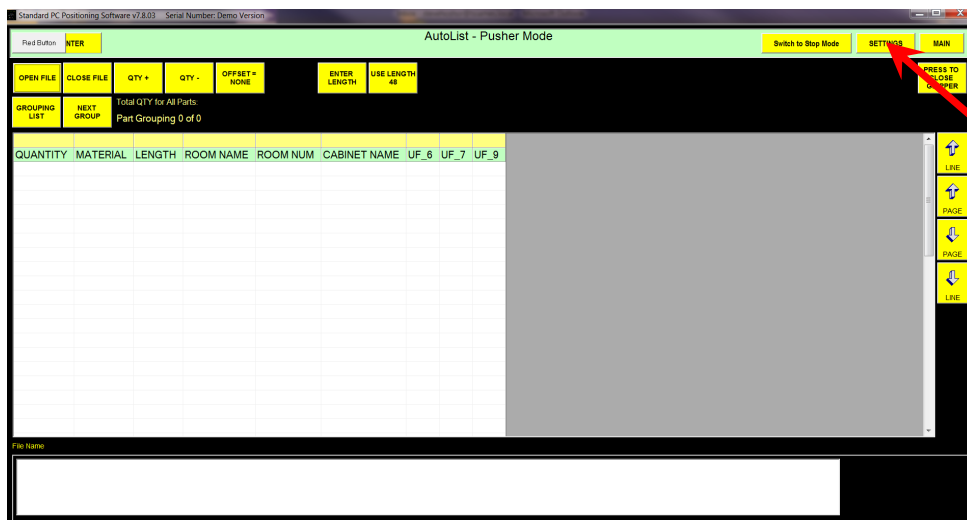 Standard PC Positioning Software v7.8.03 Serial Number: Demo Version
AutoList - Pusher Mode
Red Button
NTER
Switch to Stop Mode
SETTINGS
MAIN
OPEN FILE
CLOSE FILE
QTY +
QTY -
OFFSET =
NONE
ENTER
LENGTH
USE LENGTH
48
PRESS TO
CLOSE
GRIPPER
GROUPING
LIST
NEXT
GROUP
Total QTY for All Parts:
Part Grouping 0 of 0
QUANTITY MATERIAL LENGTH ROOM NAME ROOM NUM CABINET NAME UF_6 UF_7 UF_9
LINE
PAGE
PAGE
LINE
File Name